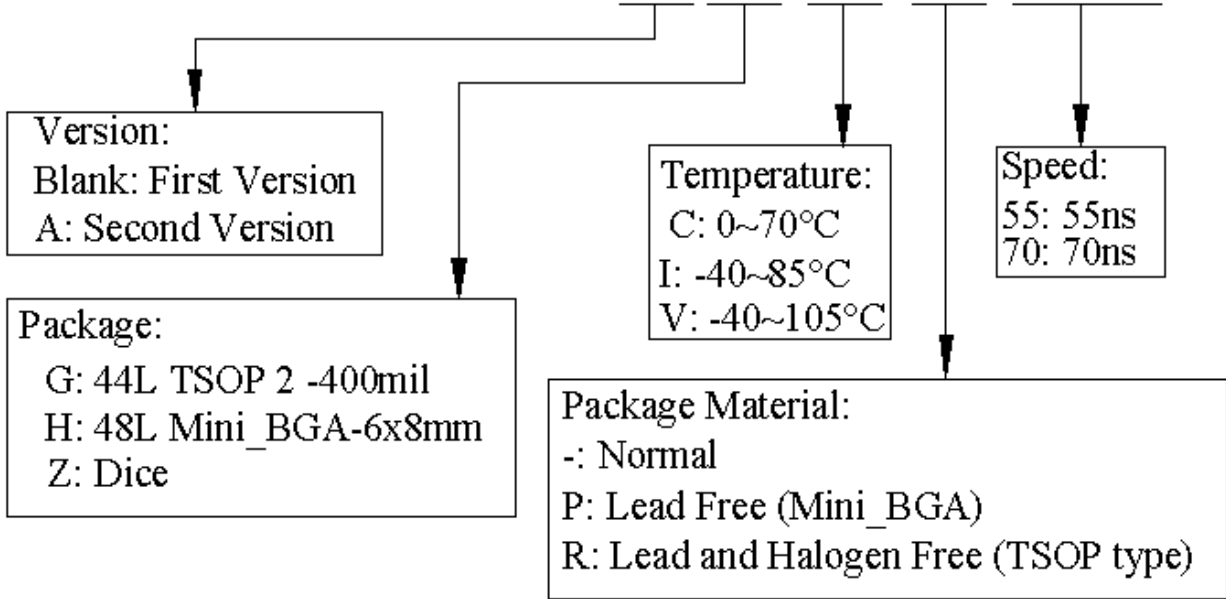 Version:
Blank: First Version
A: Second Version
Package:
G: 44L TSOP 2 -400mil
H: 48L Mini_BGA-6x8mm
Z: Dice
Temperature:
C: 0~70°C
I: -40~85°C
V: -40~105°C
Speed:
55: 55ns
70: 70ns
Package Material:
-: Normal
P: Lead Free (Mini_BGA)
R: Lead and Halogen Free (TSOP type)